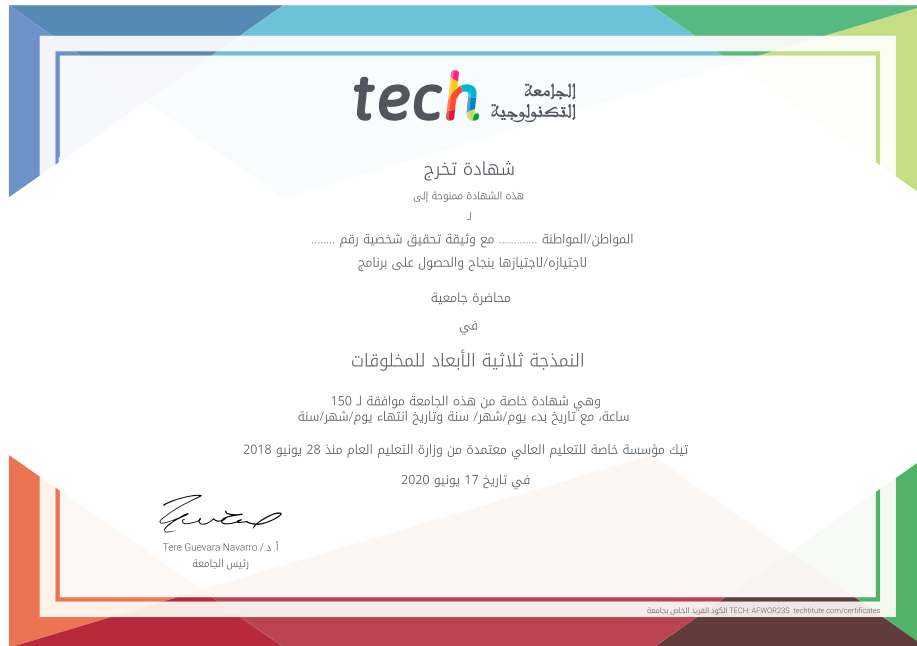 tech الجامعة
التكنولوجية
شهادة تخرج
هذه الشهادة ممنوحة إلى
لـ
المواطن/المواطنة ............ مع وثيقة تحقيق شخصية رقم ........
لاجتيازه/لاجتيازها بنجاح والحصول على برنامج
محاضرة جامعية
في
النمذجة ثلاثية الأبعاد للمخلوقات
وهي شهادة خاصة من هذه الجامعة موافقة لـ 150
ساعة، مع تاريخ بدء يوم/شهر/ سنة وتاريخ انتهاء يوم/شهر/سنة
تيك مؤسسة خاصة للتعليم العالي معتمدة من وزارة التعليم العام منذ 28 يونيو 2018
في تاريخ 17 يونيو 2020
أ. د./ Tere Guevara Navarro
رئيس الجامعة
الكود الفريد الخاص بجامعة TECH: AFWOR23S techtitute.com/certificates